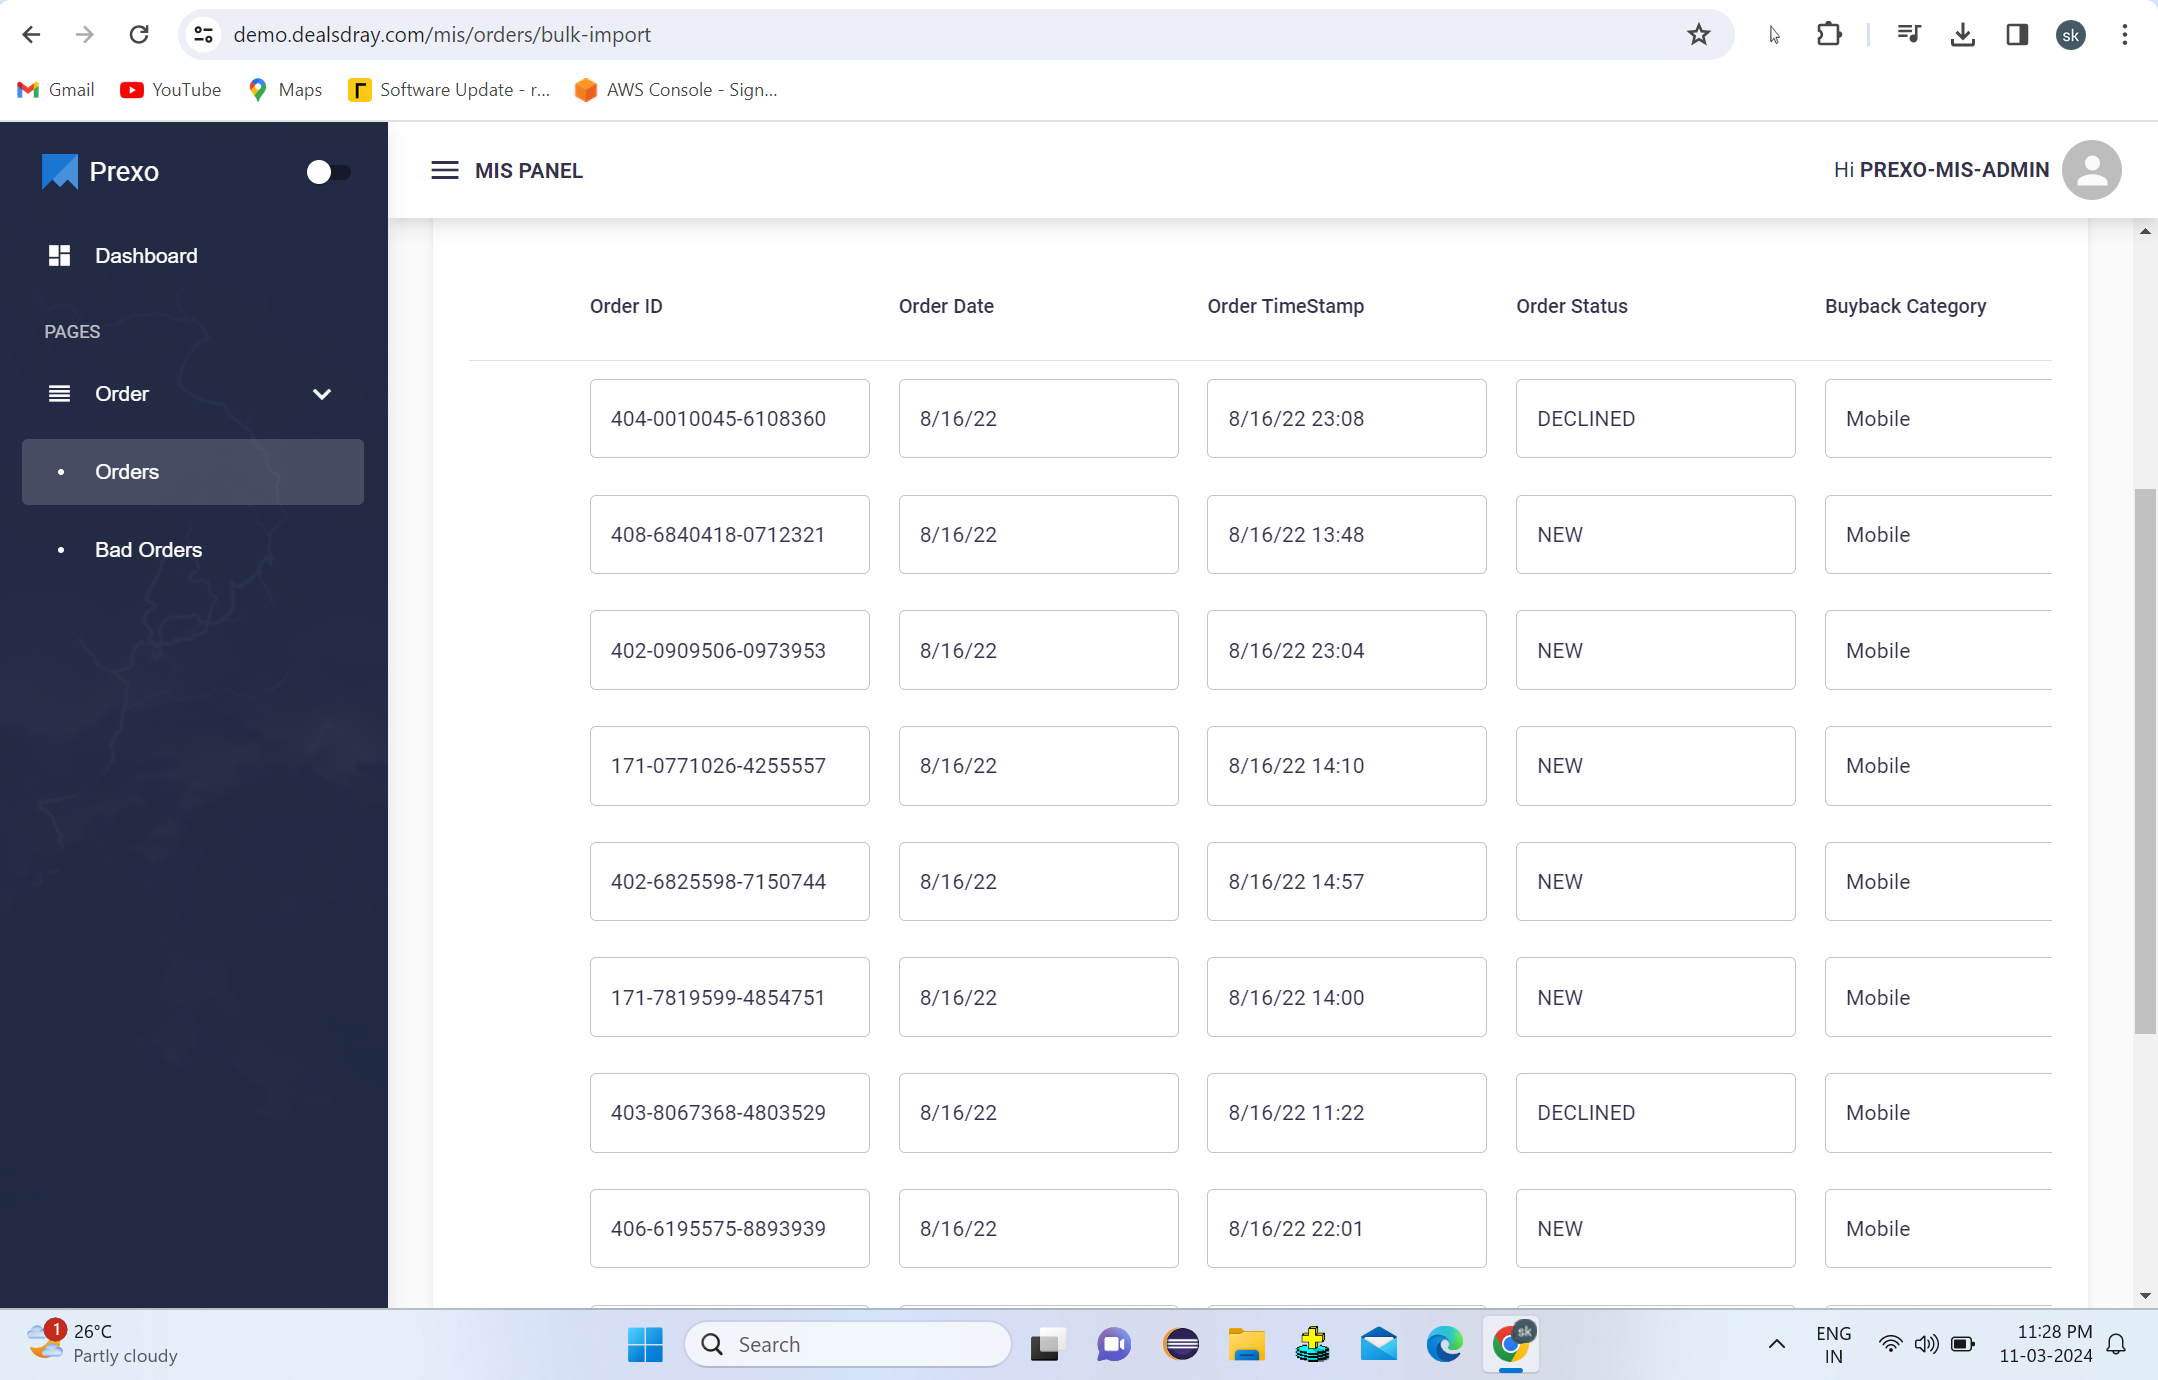 demo.dealsdray.com/mis/orders/bulk-import
sk
Gmail
YouTube
Maps
Software Update - r...
AWS Console - Sign...
Prexo
MIS PANEL
Hi PREXO-MIS-ADMIN
Dashboard
PAGES
Order
Orders
Bad Orders
Order ID Order Date Order TimeStamp Order Status Buyback Category
404-0010045-6108360 8/16/22 8/16/22 23:08 DECLINED Mobile
408-6840418-0712321 8/16/22 8/16/22 13:48 NEW Mobile
402-0909506-0973953 8/16/22 8/16/22 23:04 NEW Mobile
171-0771026-4255557 8/16/22 8/16/22 14:10 NEW Mobile
402-6825598-7150744 8/16/22 8/16/22 14:57 NEW Mobile
171-7819599-4854751 8/16/22 8/16/22 14:00 NEW Mobile
403-8067368-4803529 8/16/22 8/16/22 11:22 DECLINED Mobile
406-6195575-8893939 8/16/22 8/16/22 22:01 NEW Mobile
1
26°C
Partly cloudy
Search
sk
ENG
IN
11:28 PM
11-03-2024